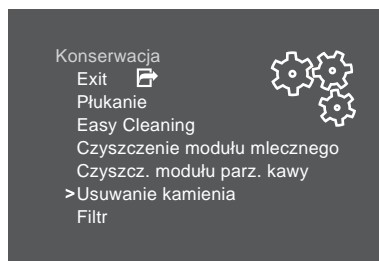 Konserwacja
Exit
Płukanie
Easy Cleaning
Czyszczenie modułu mlecznego
Czyszcz. modułu parz. kawy
>Usuwanie kamienia
Filtr